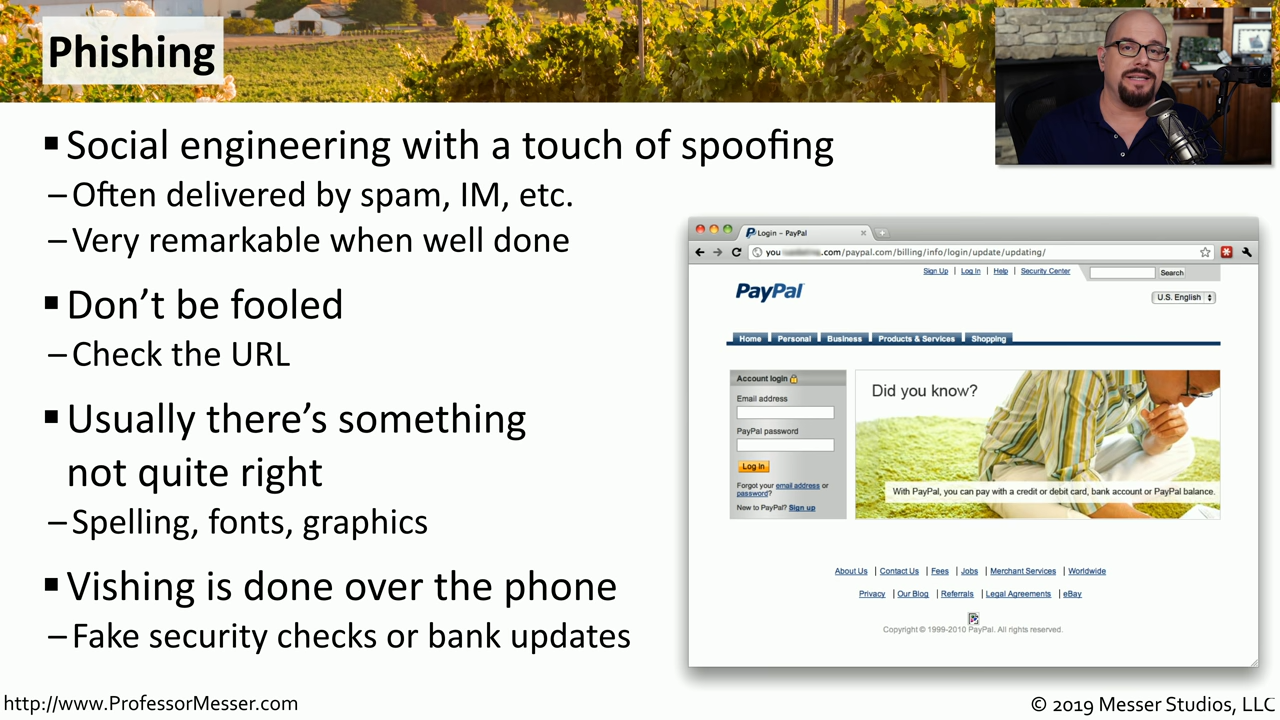 Phishing
▪ Social engineering with a touch of spoofing
– Often delivered by spam, IM, etc.
– Very remarkable when well done
▪ Don’t be fooled
– Check the URL
▪ Usually there’s something
not quite right
– Spelling, fonts, graphics
▪ Vishing is done over the phone
– Fake security checks or bank updates
Login – PayPal
you .com/paypal.com/billing/info/login/update/updating/
Sign Up | Log In | Help | Security Center Search
PayPal
U.S. English
Home Personal Business Products & Services Shopping
Account login
Email address
PayPal password
Log In
Forgot your email address or
password?
New to PayPal? Sign up
Did you know?
With PayPal, you can pay with a credit or debit card, bank account or PayPal balance.
About Us | Contact Us | Fees | Jobs | Merchant Services | Worldwide
Privacy | Our Blog | Referrals | Legal Agreements | eBay
Copyright © 1999-2010 PayPal. All rights reserved.
http://www.ProfessorMesser.com
© 2019 Messer Studios, LLC